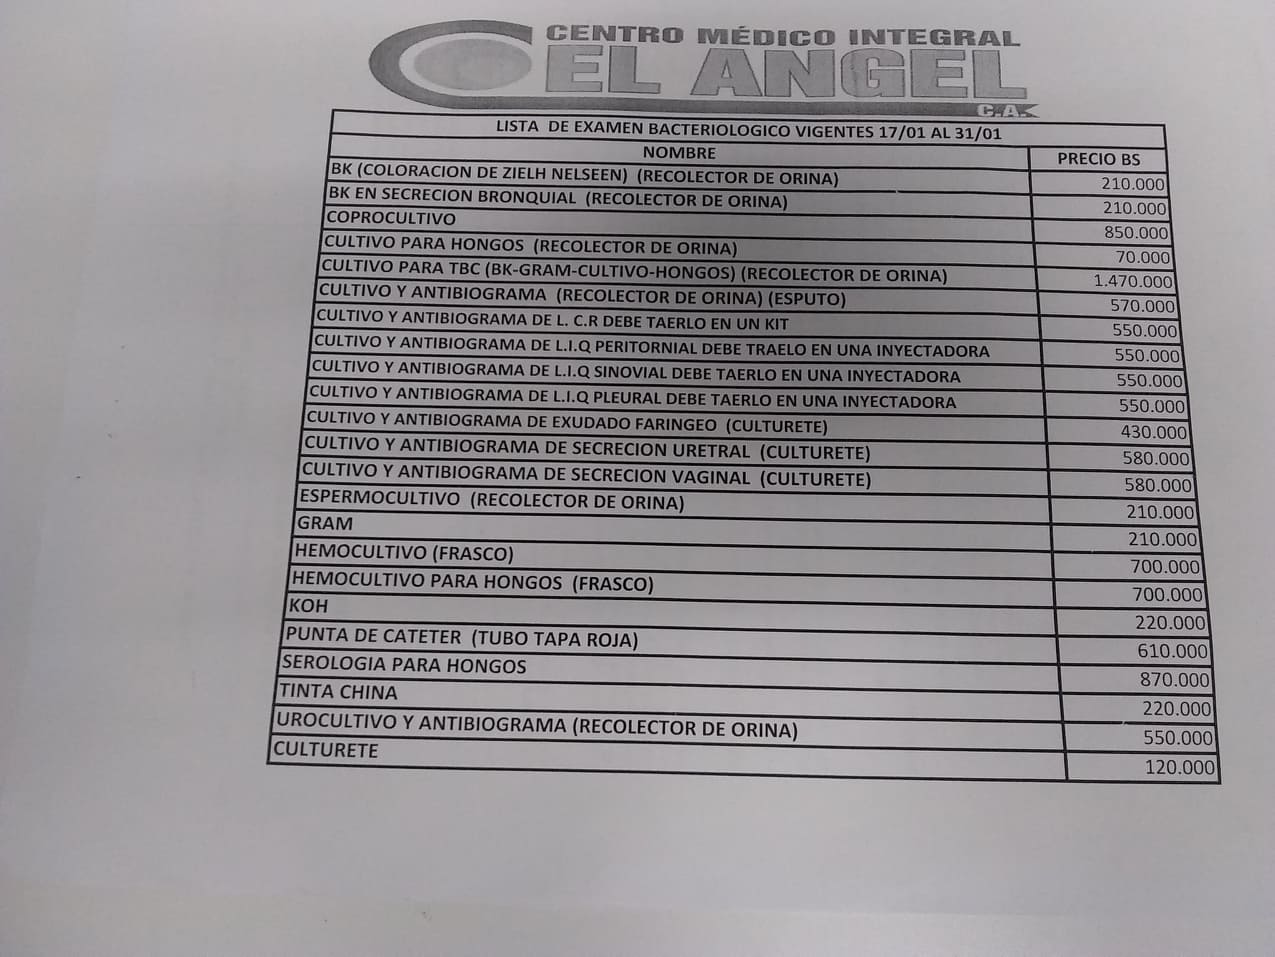 CENTRO MÉDICO INTEGRAL
EL ANGEL
C.A.
LISTA DE EXAMEN BACTERIOLOGICO VIGENTES 17/01 AL 31/01
NOMBRE PRECIO BS
BK (COLORACION DE ZIELH NELSEEN) (RECOLECTOR DE ORINA) 210.000
BK EN SECRECION BRONQUIAL (RECOLECTOR DE ORINA) 210.000
COPROCULTIVO 850.000
CULTIVO PARA HONGOS (RECOLECTOR DE ORINA) 70.000
CULTIVO PARA TBC (BK-GRAM-CULTIVO-HONGOS) (RECOLECTOR DE ORINA) 1.470.000
CULTIVO Y ANTIBIOGRAMA (RECOLECTOR DE ORINA) (ESPUTO) 570.000
CULTIVO Y ANTIBIOGRAMA DE L. C.R DEBE TAERLO EN UN KIT 550.000
CULTIVO Y ANTIBIOGRAMA DE L.I.Q PERITORNIAL DEBE TRAELO EN UNA INYECTADORA 550.000
CULTIVO Y ANTIBIOGRAMA DE L.I.Q SINOVIAL DEBE TAERLO EN UNA INYECTADORA 550.000
CULTIVO Y ANTIBIOGRAMA DE L.I.Q PLEURAL DEBE TAERLO EN UNA INYECTADORA 550.000
CULTIVO Y ANTIBIOGRAMA DE EXUDADO FARINGEO (CULTURETE) 430.000
CULTIVO Y ANTIBIOGRAMA DE SECRECION URETRAL (CULTURETE) 580.000
CULTIVO Y ANTIBIOGRAMA DE SECRECION VAGINAL (CULTURETE) 580.000
ESPERMOCULTIVO (RECOLECTOR DE ORINA) 210.000
GRAM 210.000
HEMOCULTIVO (FRASCO) 700.000
HEMOCULTIVO PARA HONGOS (FRASCO) 700.000
KOH 220.000
PUNTA DE CATETER (TUBO TAPA ROJA) 610.000
SEROLOGIA PARA HONGOS 870.000
TINTA CHINA 220.000
UROCULTIVO Y ANTIBIOGRAMA (RECOLECTOR DE ORINA) 550.000
CULTURETE 120.000